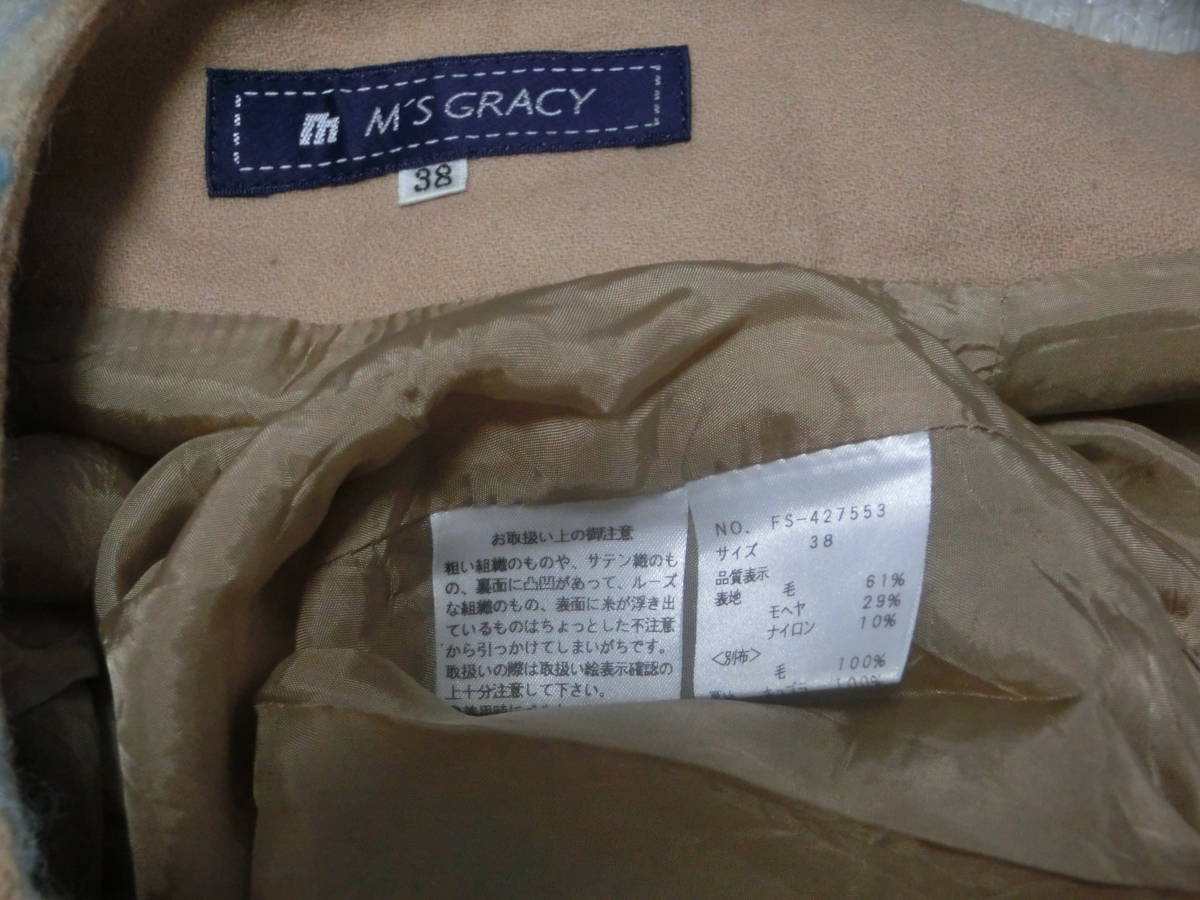 M'S GRACY
38
お取扱い上の御注意
粗い組織のものや、サテン織のも
の、裏面に凸凹があって、ルーズ
な組織のもの、表面に糸が浮き出
ているものはちょっとした不注意
から引っかけてしまいがちです。
取扱いの際は取扱い絵表示確認の
上十分注意して下さい。
NO. FS-427553
サイズ 38
品質表示
表地 毛 61%
モヘヤ 29%
ナイロン 10%
<別布>
毛 100%
キュプラ 100%